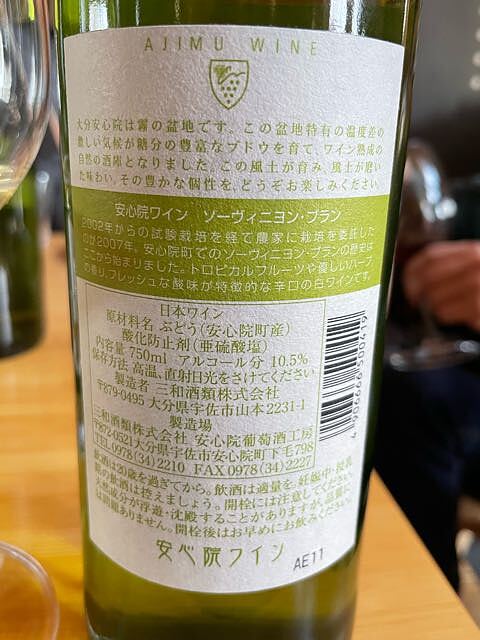 AJIMU WINE
大分安心院は霧の盆地です。この盆地特有の温度差の
激しい気候が糖分の豊富なブドウを育て、ワイン熟成の
自然の酒庫となりました。この風土が育み、風土が磨い
た味わい、その豊かな個性を、どうぞお楽しみください。
安心院ワイン ソーヴィニヨン・ブラン
2002年からの試験栽培を経て農家に栽培を委託した
のが2007年。安心院町でのソーヴィニヨン・ブランの歴史は
ここから始まりました。トロピカルフルーツや優しいハーブ
の香り、フレッシュな酸味が特徴的な辛口の白ワインです。
日本ワイン
原材料名 ぶどう(安心院町産)
酸化防止剤(亜硫酸塩)
内容量 750ml アルコール分 10.5%
保存方法 高温、直射日光をさけてください
製造者 三和酒類株式会社
〒879-0495 大分県宇佐市山本2231-1
製造場
三和酒類株式会社 安心院葡萄酒工房
〒872-0521 大分県宇佐市安心院町下毛798
TEL0978(34)2210 FAX0978(34)2227
4 906669 500419
飲酒は20歳を過ぎてから。飲酒は適量を。妊娠中・授乳
期の飲酒は控えましょう。開栓には注意してください。
天然成分が浮遊・沈殿することがありますが、品質に
は問題ありません。開栓後はお早めにお飲みください。
安心院ワイン
AE11